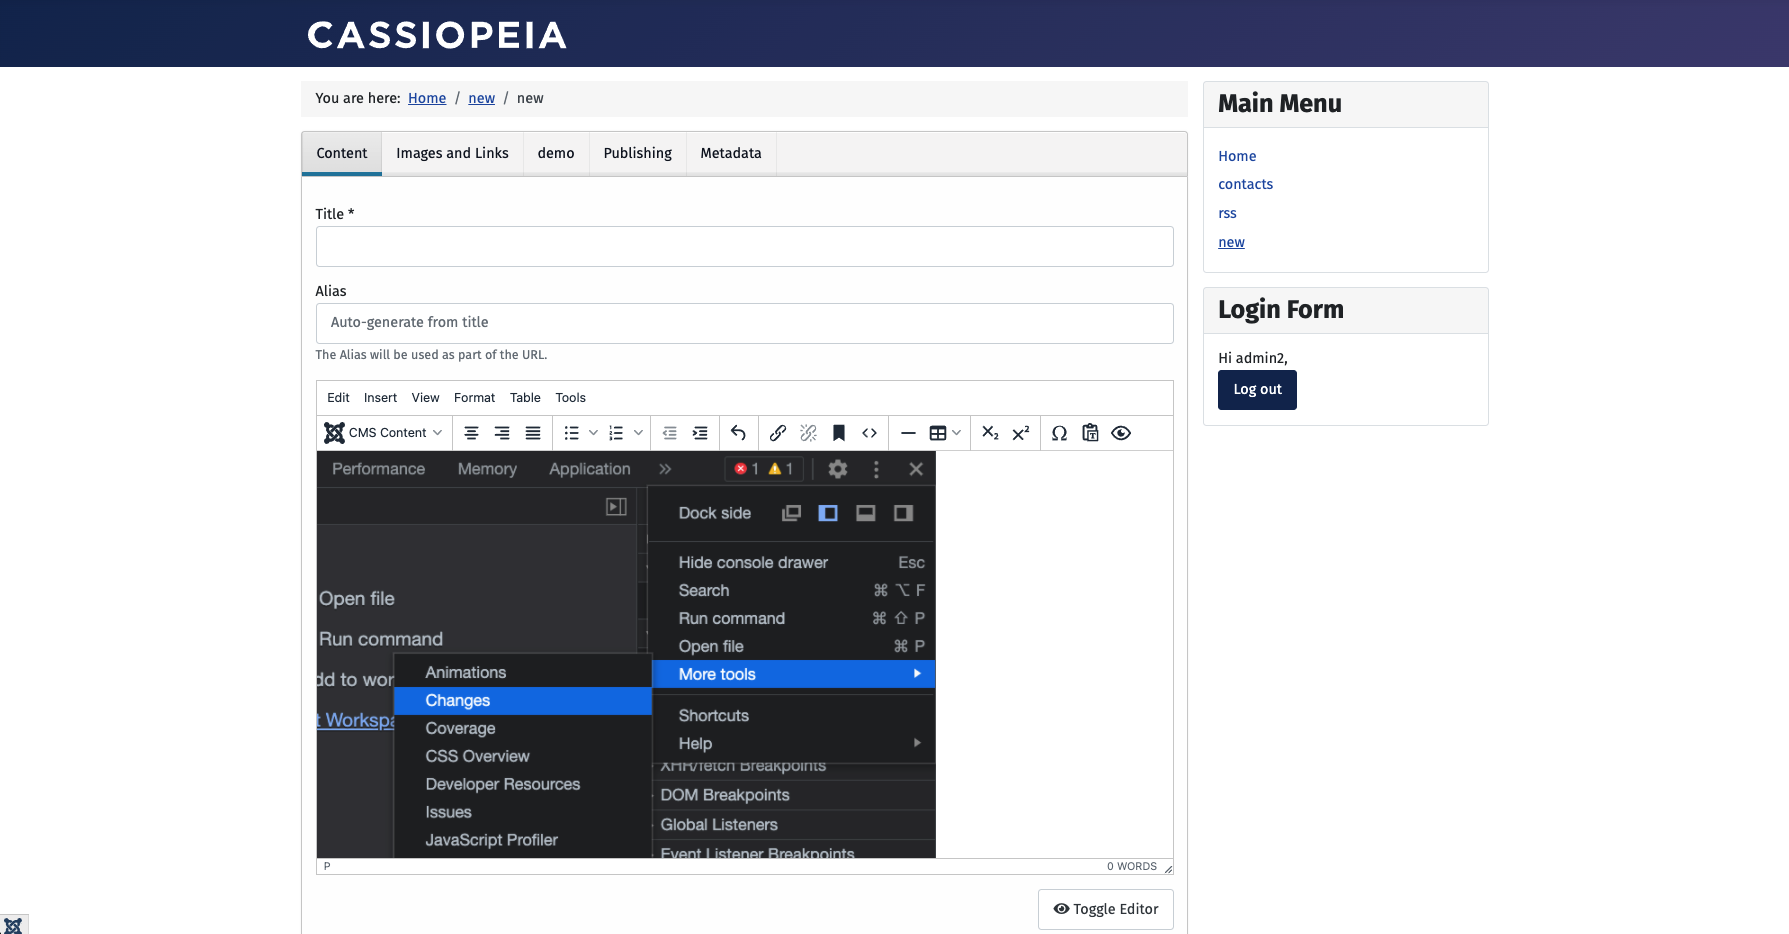 CASSIOPEIA
You are here: Home / new / new
Content Images and Links demo Publishing Metadata
Title *
Alias
Auto-generate from title
The Alias will be used as part of the URL.
Edit Insert View Format Table Tools
CMS Content
Performance Memory Application » 1 1
Dock side
Hide console drawer Esc
Search ⌘ ⌥ F
Run command ⌘ ⇧ P
Open file ⌘ P
More tools
Shortcuts
Help
Open file
Run command
dd to wor
t Workspa
Animations
Changes
Coverage
CSS Overview
Developer Resources
Issues
JavaScript Profiler
XHR/fetch Breakpoints
DOM Breakpoints
Global Listeners
Event Listener Breakpoints
P 0 WORDS
Toggle Editor
Main Menu
Home
contacts
rss
new
Login Form
Hi admin2,
Log out